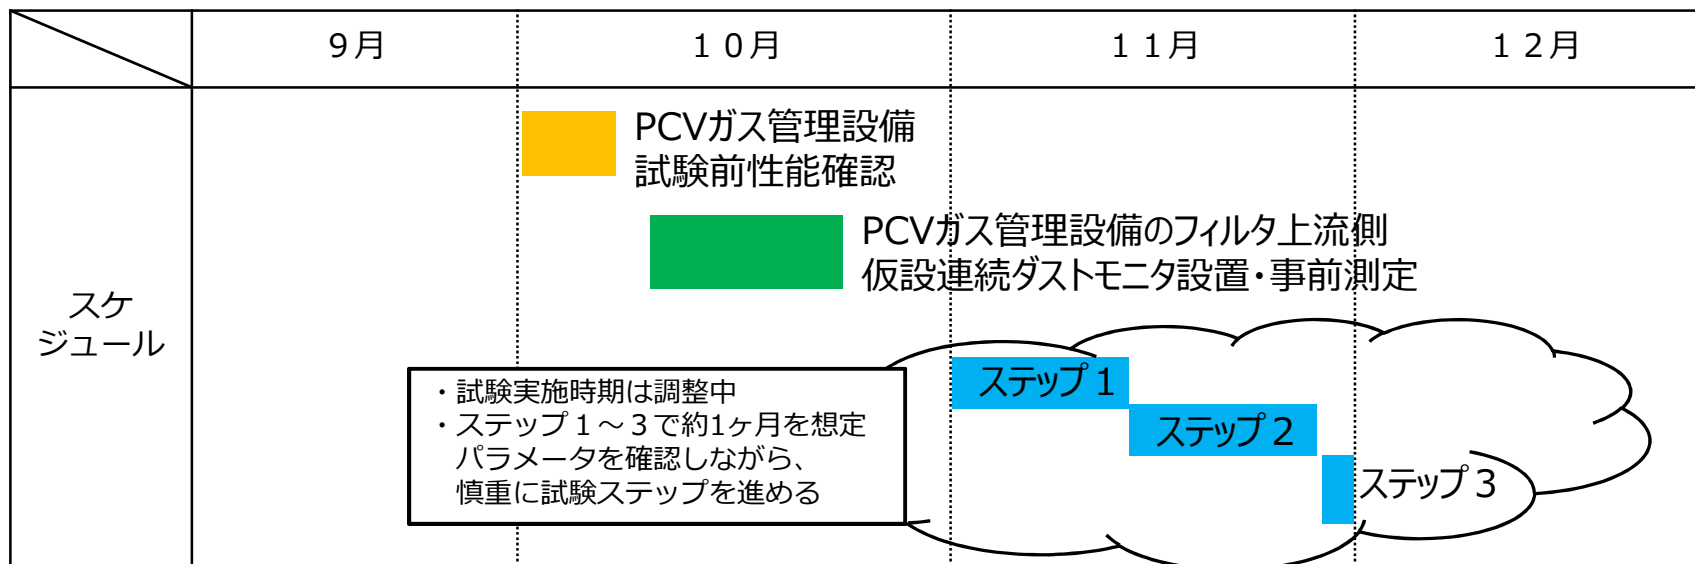 ９月
１０月
１１月
１２月
スケ
ジュール
PCVガス管理設備
試験前性能確認
PCVガス管理設備のフィルタ上流側
仮設連続ダストモニタ設置・事前測定
・試験実施時期は調整中
・ステップ１～３で約1ヶ月を想定
パラメータを確認しながら、
慎重に試験ステップを進める
ステップ１
ステップ２
ステップ３